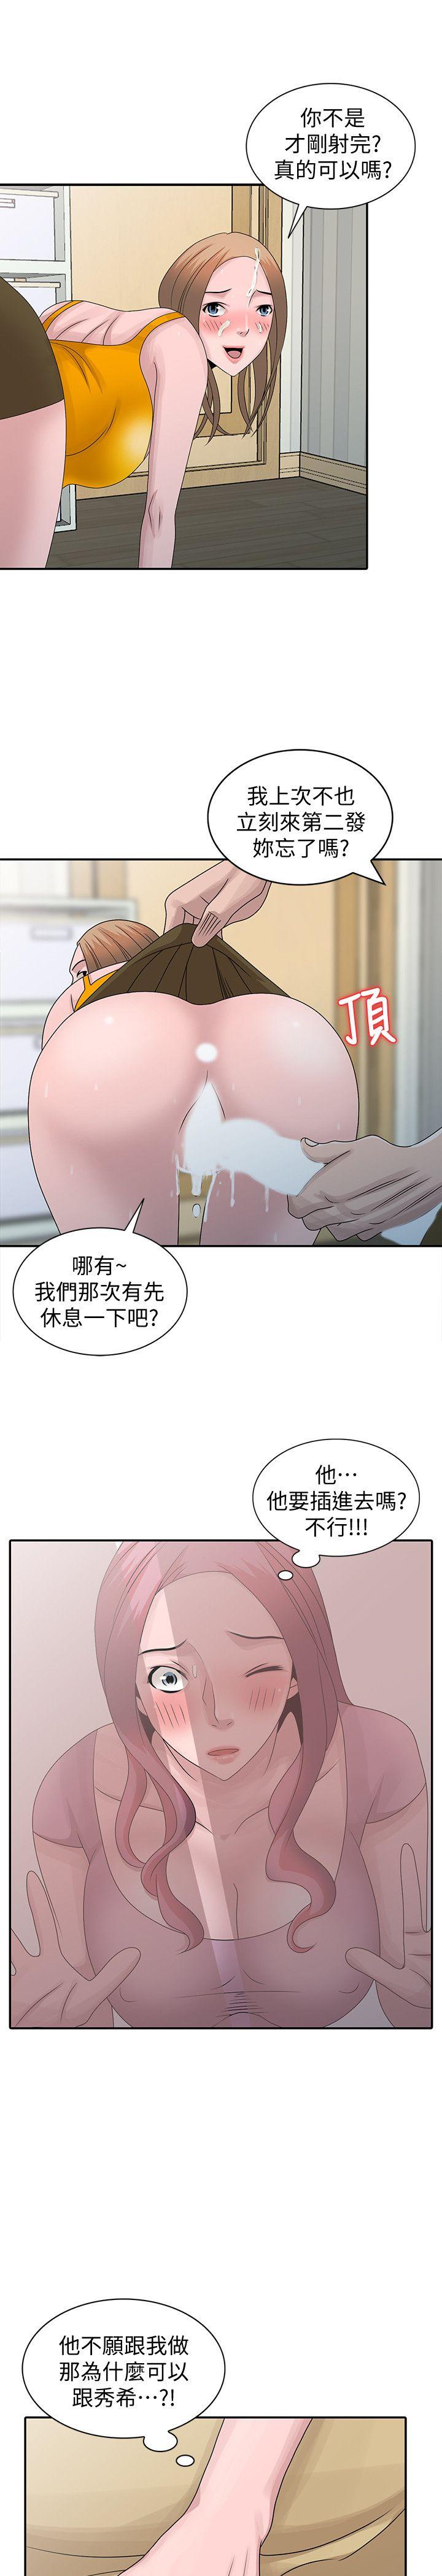 你不是
才剛射完?
真的可以嗎?
我上次不也
立刻來第二發
妳忘了嗎?
頂
哪有~
我們那次有先
休息一下吧?
他…
他要插進去嗎?
不行!!!
他不願跟我做
那為什麼可以
跟秀希…?!